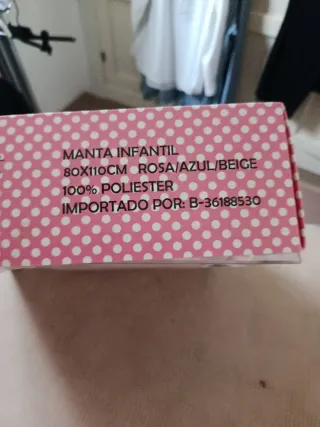 MANTA INFANTIL
80X110CM ROSA/AZUL/BEIGE
100% POLIESTER
IMPORTADO POR: B-36188530